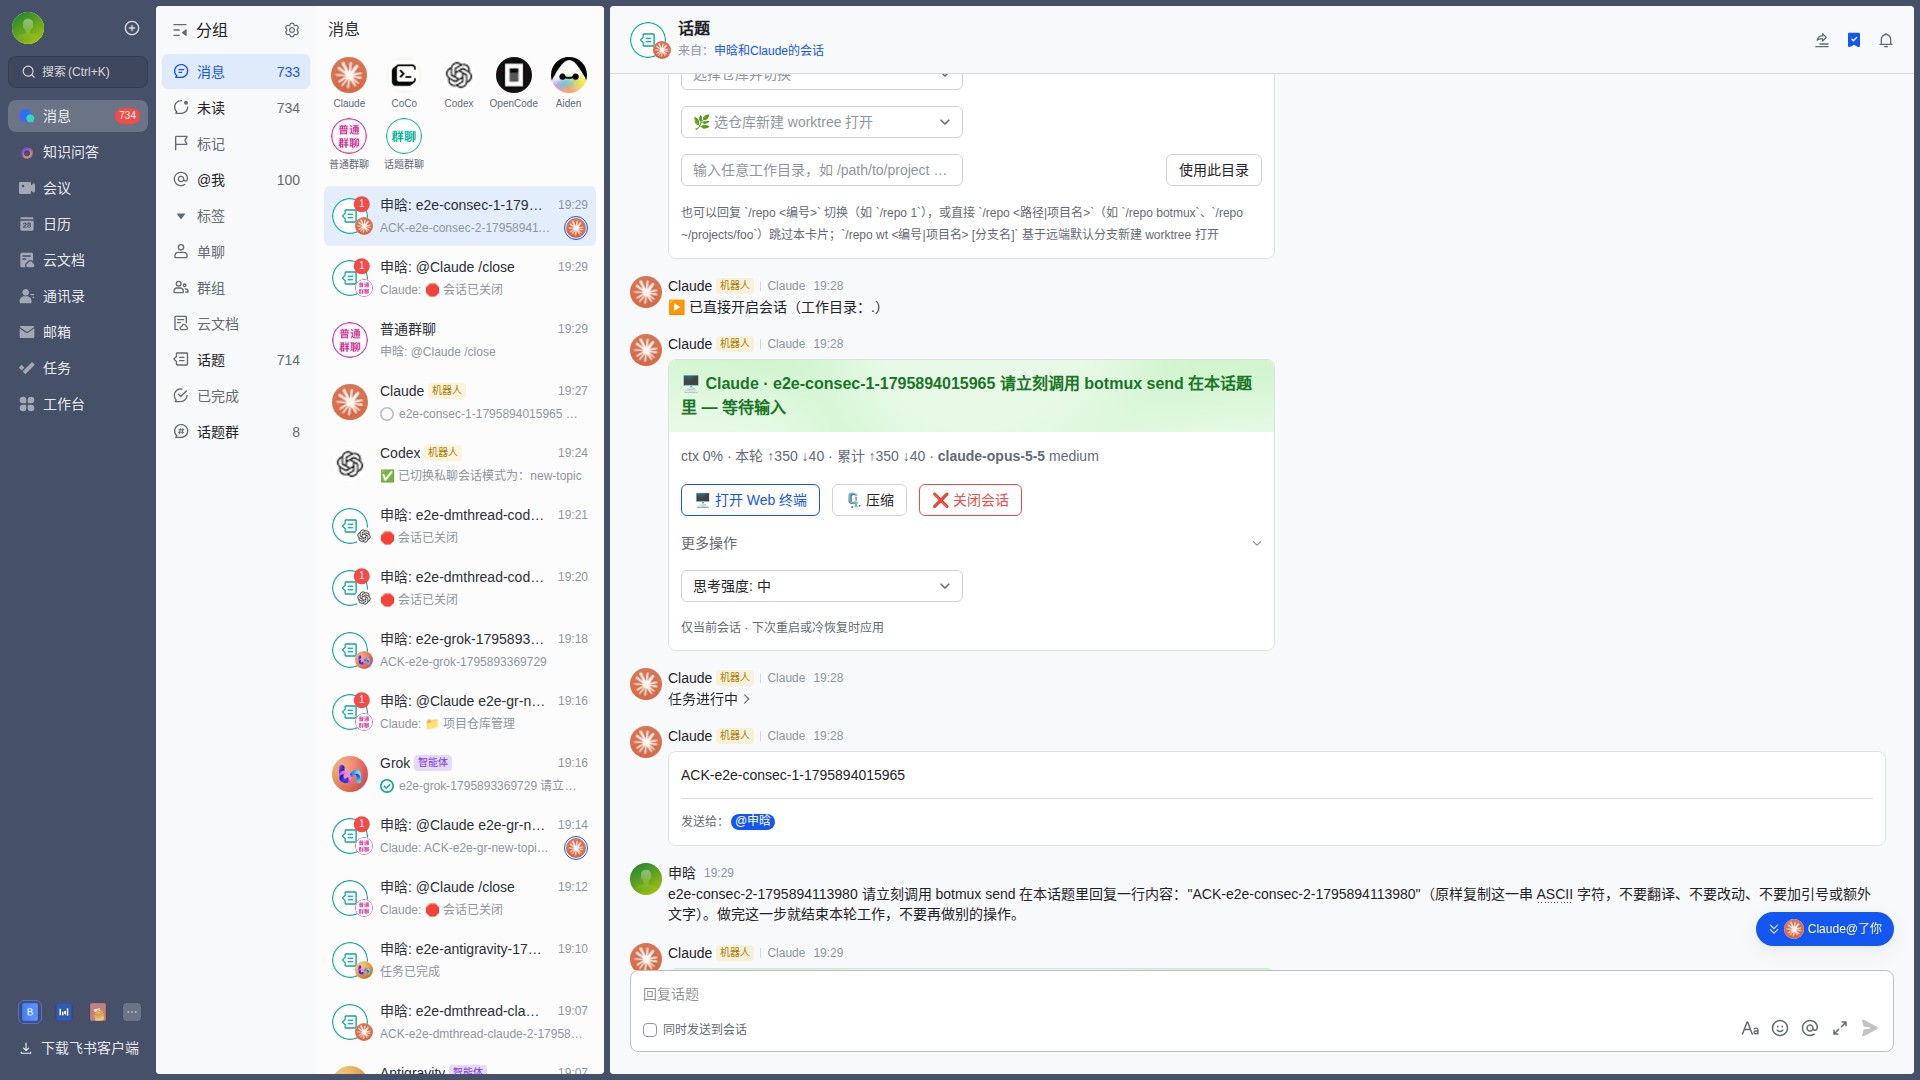 搜索 (Ctrl+K)
消息 734
知识问答
会议
日历
云文档
通讯录
邮箱
任务
工作台
下载飞书客户端
分组
消息 733
未读 734
标记
@我 100
标签
单聊
群组
云文档
话题 714
已完成
话题群 8
消息
Claude CoCo Codex OpenCode Aiden
普通群聊 话题群聊
普通群聊 话题群聊
1 申晗: e2e-consec-1-179... 19:29
ACK-e2e-consec-2-17958941...
1 申晗: @Claude /close 19:29
Claude: 会话已关闭
普通群聊 19:29
申晗: @Claude /close
Claude 机器人 19:27
e2e-consec-1-1795894015965 ...
Codex 机器人 19:24
已切换私聊会话模式为：new-topic
申晗: e2e-dmthread-cod... 19:21
会话已关闭
1 申晗: e2e-dmthread-cod... 19:20
会话已关闭
申晗: e2e-grok-1795893... 19:18
ACK-e2e-grok-1795893369729
1 申晗: @Claude e2e-gr-n... 19:16
Claude: 项目仓库管理
Grok 智能体 19:16
e2e-grok-1795893369729 请立...
1 申晗: @Claude e2e-gr-n... 19:14
Claude: ACK-e2e-gr-new-topi...
申晗: @Claude /close 19:12
Claude: 会话已关闭
申晗: e2e-antigravity-17... 19:10
任务已完成
申晗: e2e-dmthread-cla... 19:07
ACK-e2e-dmthread-claude-2-17958...
Antigravity 智能体 19:07
话题
来自：申晗和Claude的会话
选择仓库并切换
选仓库新建 worktree 打开
输入任意工作目录，如 /path/to/project ... 使用此目录
也可以回复 `/repo <编号>` 切换（如 `/repo 1`），或直接 `/repo <路径|项目名>`（如 `/repo botmux`、`/repo
~/projects/foo`）跳过本卡片；`/repo wt <编号|项目名> [分支名]` 基于远端默认分支新建 worktree 打开
Claude 机器人 Claude 19:28
已直接开启会话（工作目录：.）
Claude 机器人 Claude 19:28
Claude · e2e-consec-1-1795894015965 请立刻调用 botmux send 在本话题
里 — 等待输入
ctx 0% · 本轮 ↑350 ↓40 · 累计 ↑350 ↓40 · claude-opus-5-5 medium
打开 Web 终端 压缩 关闭会话
更多操作
思考强度: 中
仅当前会话 · 下次重启或冷恢复时应用
Claude 机器人 Claude 19:28
任务进行中
Claude 机器人 Claude 19:28
ACK-e2e-consec-1-1795894015965
发送给：@申晗
申晗 19:29
e2e-consec-2-1795894113980 请立刻调用 botmux send 在本话题里回复一行内容："ACK-e2e-consec-2-1795894113980"（原样复制这一串 ASCII 字符，不要翻译、不要改动、不要加引号或额外
文字）。做完这一步就结束本轮工作，不要再做别的操作。
Claude@了你
Claude 机器人 Claude 19:29
回复话题
同时发送到会话